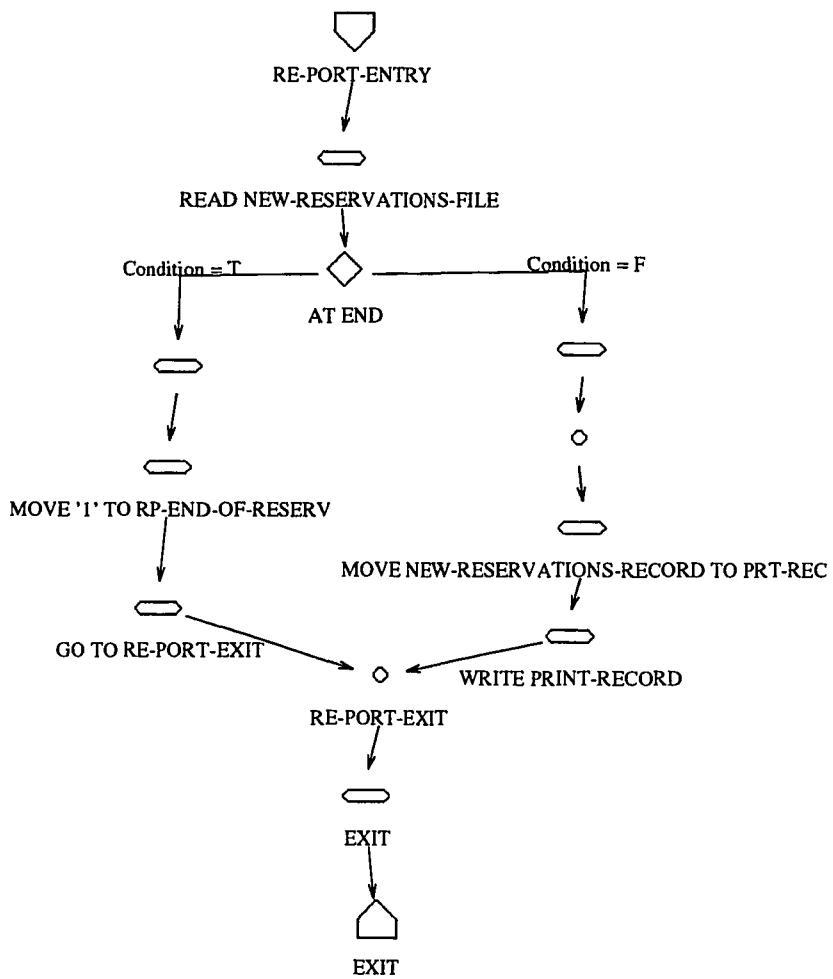 RE-PORT-ENTRY
READ NEW-RESERVATIONS-FILE
Condition = T
Condition = F
AT END
MOVE '1' TO RP-END-OF-RESERV
MOVE NEW-RESERVATIONS-RECORD TO PRT-REC
GO TO RE-PORT-EXIT
WRITE PRINT-RECORD
RE-PORT-EXIT
EXIT
EXIT